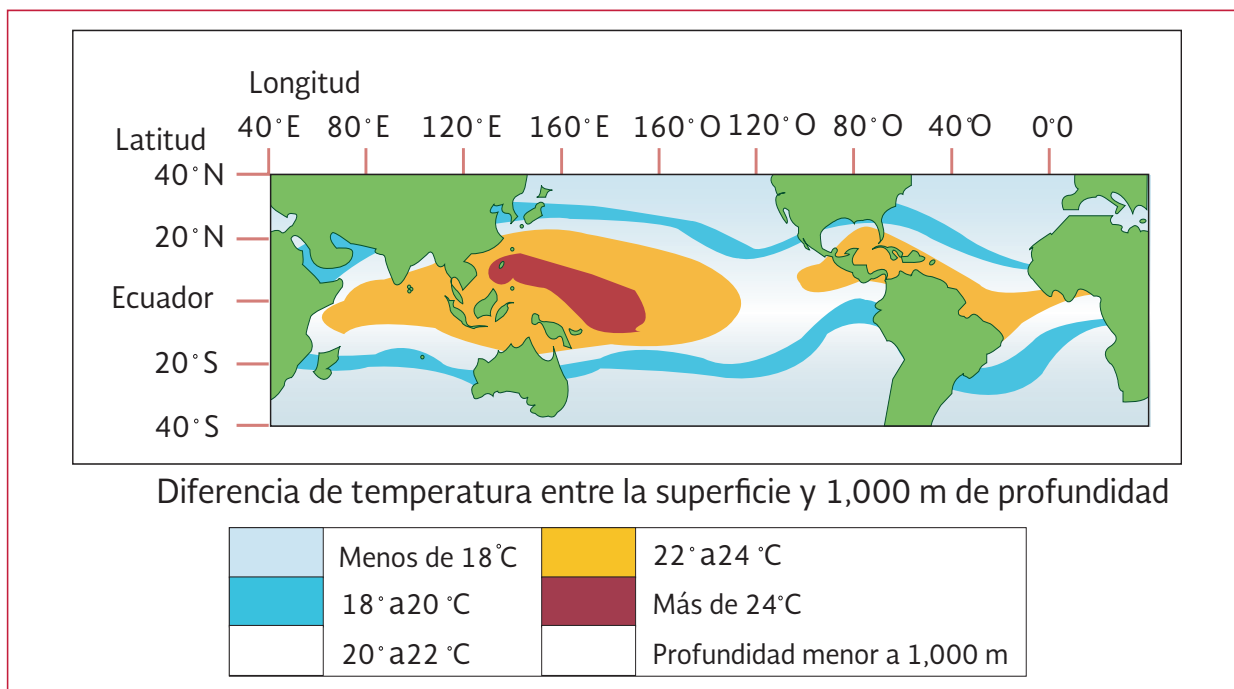 Longitud
Latitud 40°E 80°E 120°E 160°E 160°O 120°O 80°O 40°O 0°0
40°N
20°N
Ecuador
20°S
40°S
Diferencia de temperatura entre la superficie y 1,000 m de profundidad
Menos de 18°C 22° a24 °C
18° a20 °C Más de 24°C
20° a22 °C Profundidad menor a 1,000 m